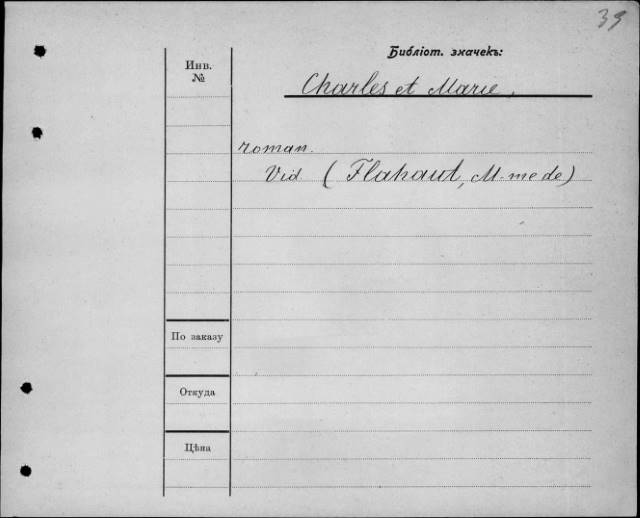 39
Библіот. значекъ:
Инв.
№
Charles et Marie.
roman.
Vid (Flahaut, M-me de)
По заказу
Откуда
Цѣна